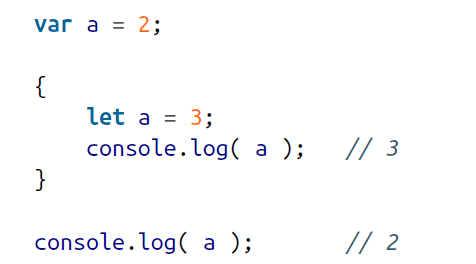 var a = 2;
{
let a = 3;
console.log( a ); // 3
}
console.log( a ); // 2